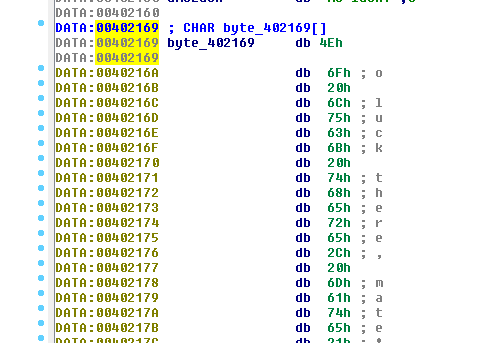 DATA:00402160
DATA:00402169 ; CHAR byte_402169[]
DATA:00402169 byte_402169 db 4Eh
DATA:00402169
DATA:0040216A db 6Fh ; o
DATA:0040216B db 20h
DATA:0040216C db 6Ch ; l
DATA:0040216D db 75h ; u
DATA:0040216E db 63h ; c
DATA:0040216F db 6Bh ; k
DATA:00402170 db 20h
DATA:00402171 db 74h ; t
DATA:00402172 db 68h ; h
DATA:00402173 db 65h ; e
DATA:00402174 db 72h ; r
DATA:00402175 db 65h ; e
DATA:00402176 db 2Ch ; ,
DATA:00402177 db 20h
DATA:00402178 db 6Dh ; m
DATA:00402179 db 61h ; a
DATA:0040217A db 74h ; t
DATA:0040217B db 65h ; e
DATA:0040217C db 21h ; !